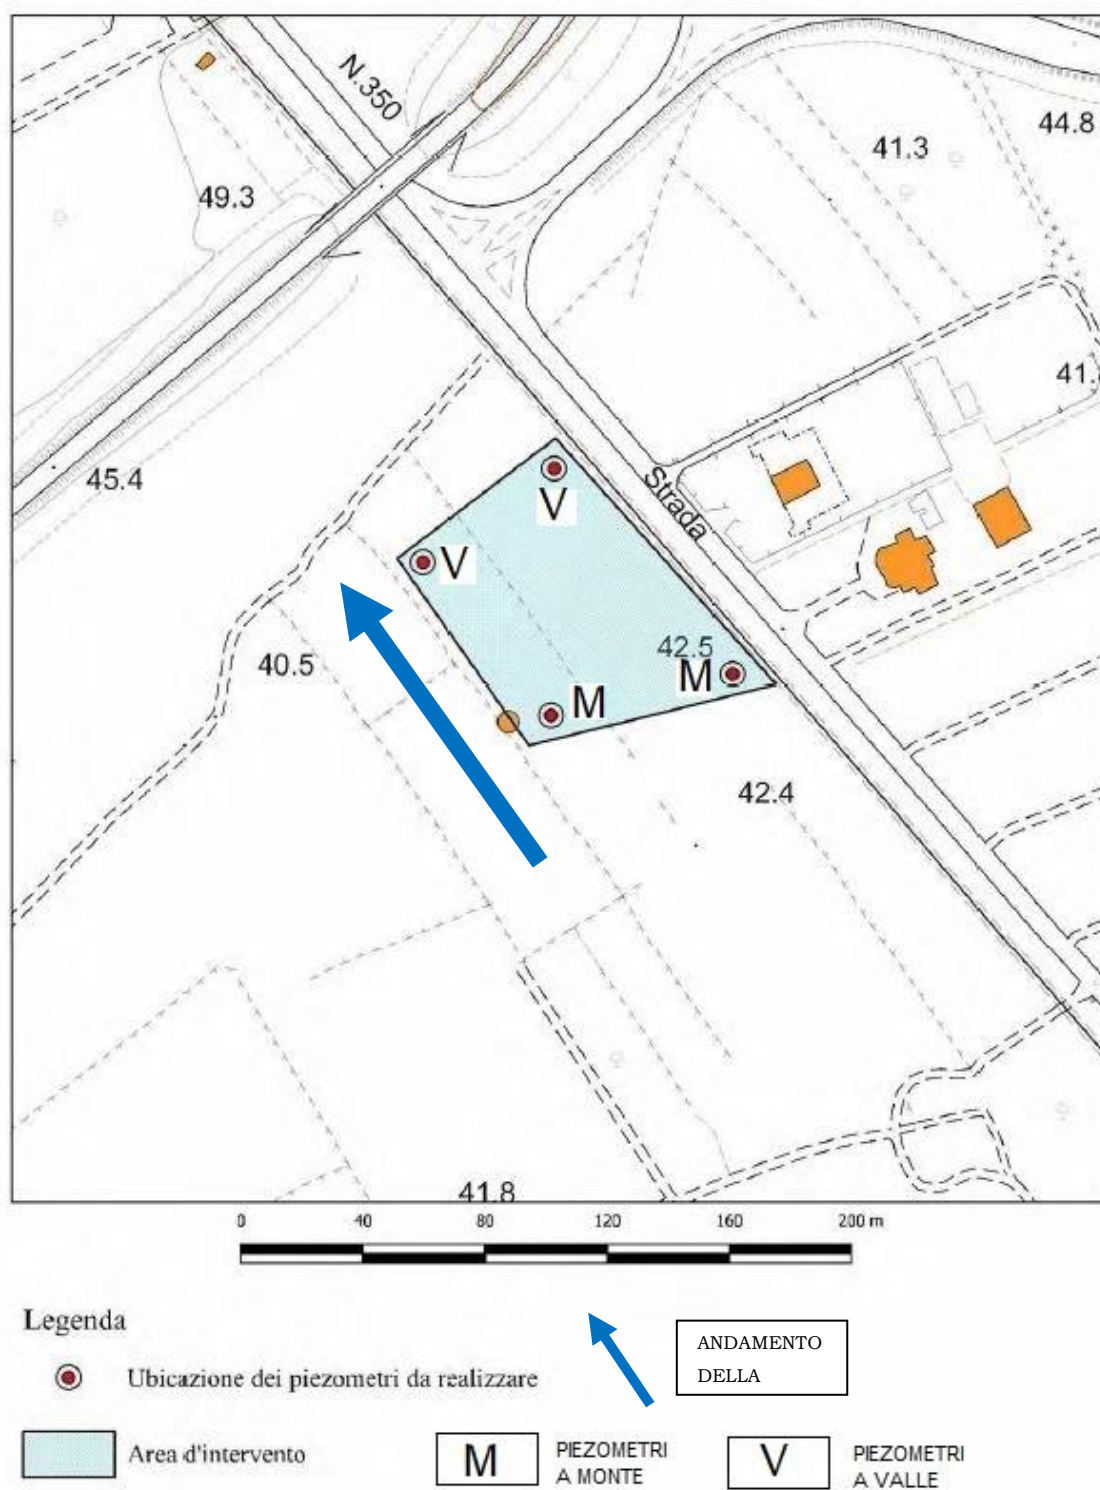 N.350
44.8
41.3
49.3
41.
45.4
Strada
V
V
42.5
40.5
M
M
42.4
41.8
0 40 80 120 160 200 m
Legenda
ANDAMENTO
DELLA
Ubicazione dei piezometri da realizzare
Area d'intervento
M
PIEZOMETRI
A MONTE
V
PIEZOMETRI
A VALLE